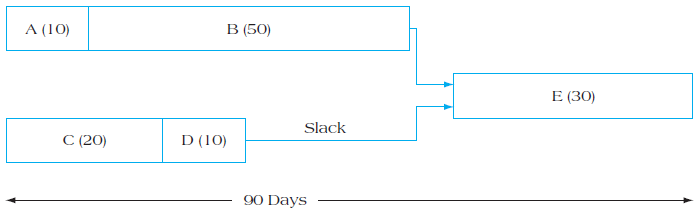 A (10)
B (50)
E (30)
Slack
C (20)
D (10)
90 Days